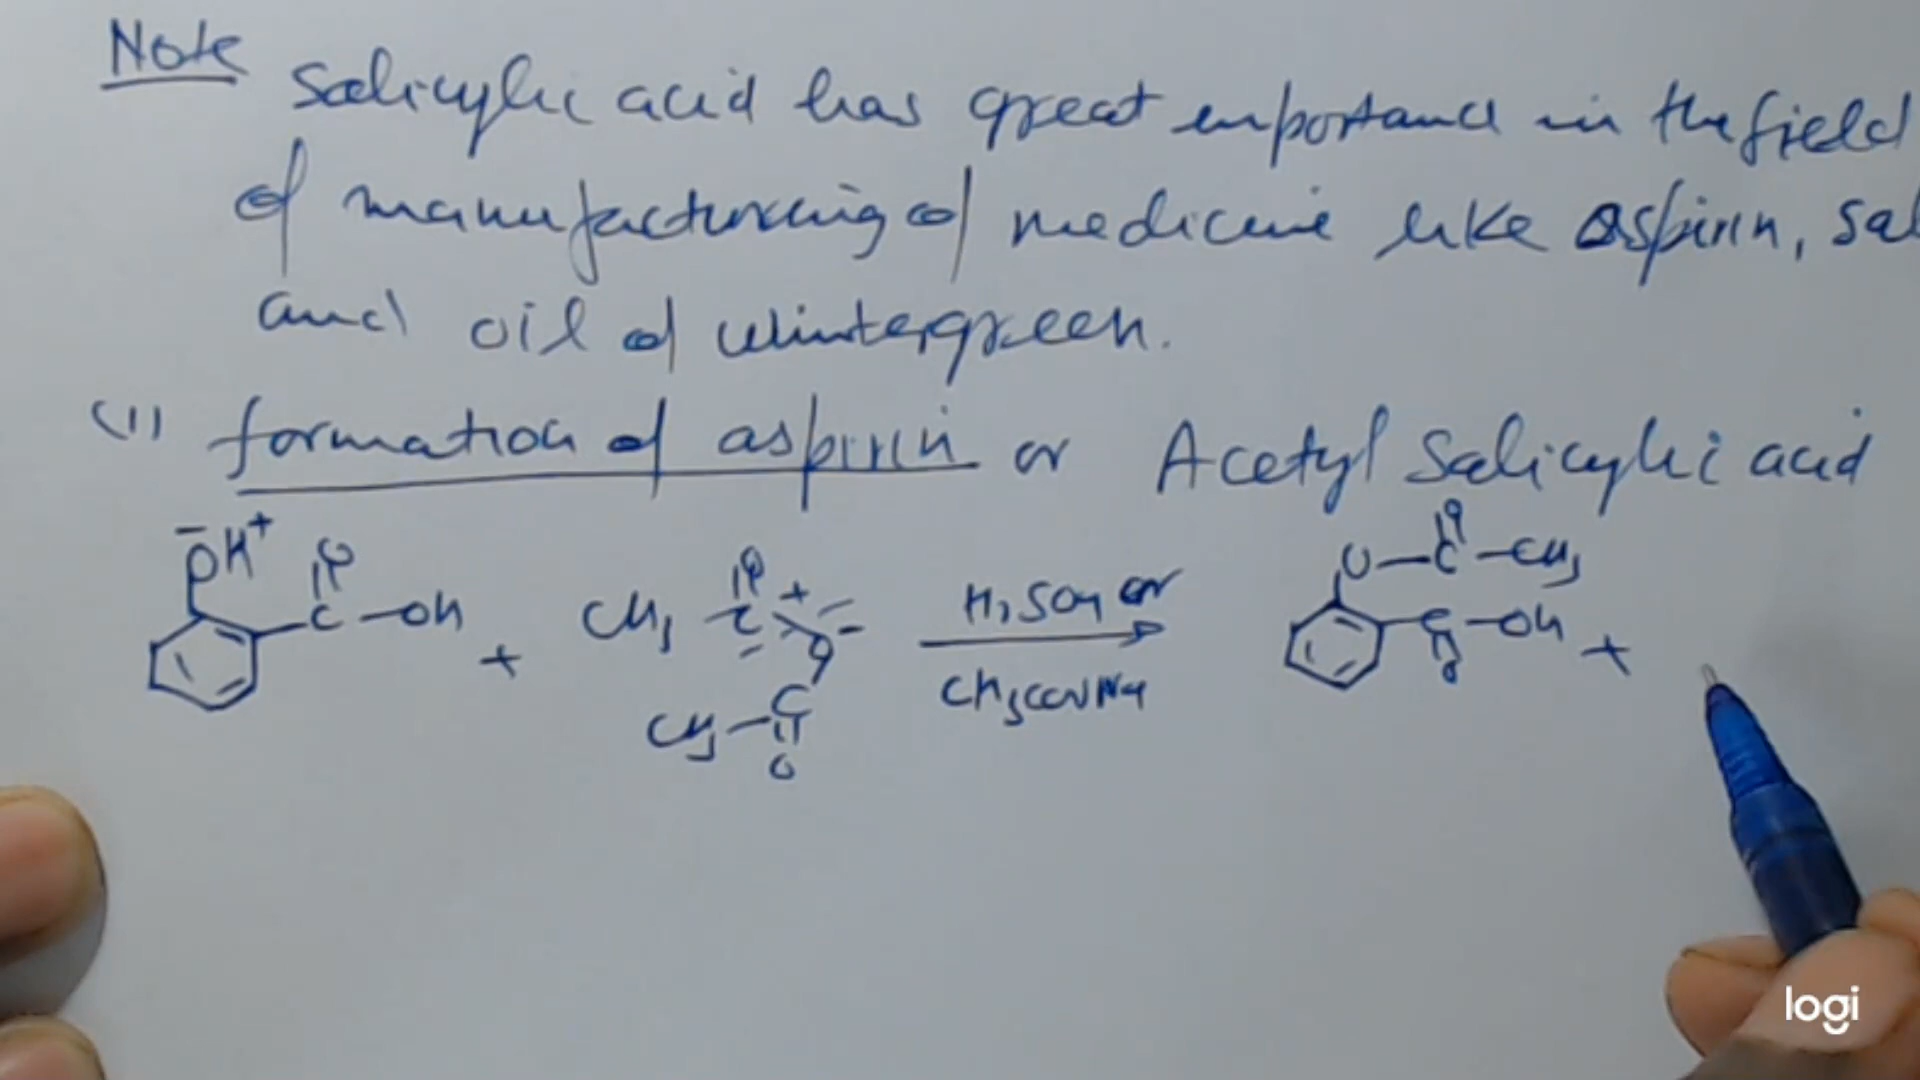 Note
Salicylic acid has great importance in the field
of manufacturing of medicine like aspirin, sal
and oil of wintergreen.
(1) formation of aspirin or Acetyl Salicylic acid
O⁻H⁺ O O + O
C-OH + CH₃ C O H₂SO₄ or O-C-CH₃
CH₃-C CH₃COONa C-OH +
O O
logi